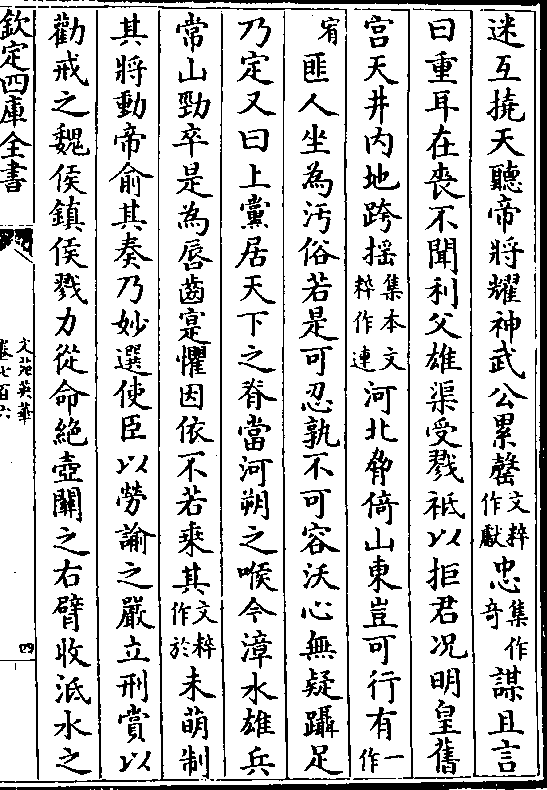 迷互撓天聽帝將耀神武公累罄文粹作獻忠集作奇謀且言
曰重耳在喪不聞利父雄渠受戮袛以拒君况明皇舊
宫天井内地跨揺集本文粹作連河北脅倚山東豈可行有一作
宥匪人坐為汚俗若是可忍孰不可容沃心無疑躡足
乃定又曰上黨居天下之脊當河朔之喉今漳水雄兵
常山勁卒是為唇齒寔懼因依不若乘其文粹作於未萌制
其將動帝俞其奏乃妙選使臣以勞諭之嚴立刑賞以
勸戒之魏侯鎮侯戮力從命絶壺關之右臂收泜水之
欽定四庫全書
文苑英華
卷七百六
四